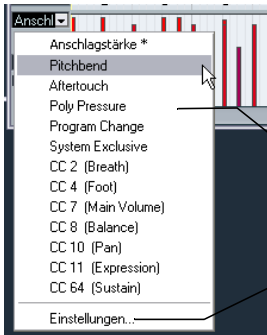 Anschl
Anschlagstärke *
Pitchbend
Aftertouch
Poly Pressure
Program Change
System Exclusive
CC 2 (Breath)
CC 4 (Foot)
CC 7 (Main Volume)
CC 8 (Balance)
CC 10 (Pan)
CC 11 (Expression)
CC 64 (Sustain)
Einstellungen...